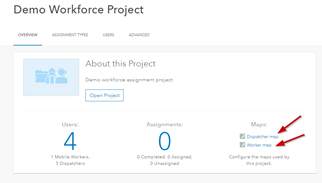 Demo Workforce Project
OVERVIEW ASSIGNMENT TYPES USERS ADVANCED
About this Project
Demo workforce assignment project
Open Project
Users: Assignments: Maps:
4 0 Dispatcher map
Worker map
1 Mobile Workers, 0 Completed, 0 Assigned, Configure the maps used by
3 Dispatchers 0 Unassigned this project.